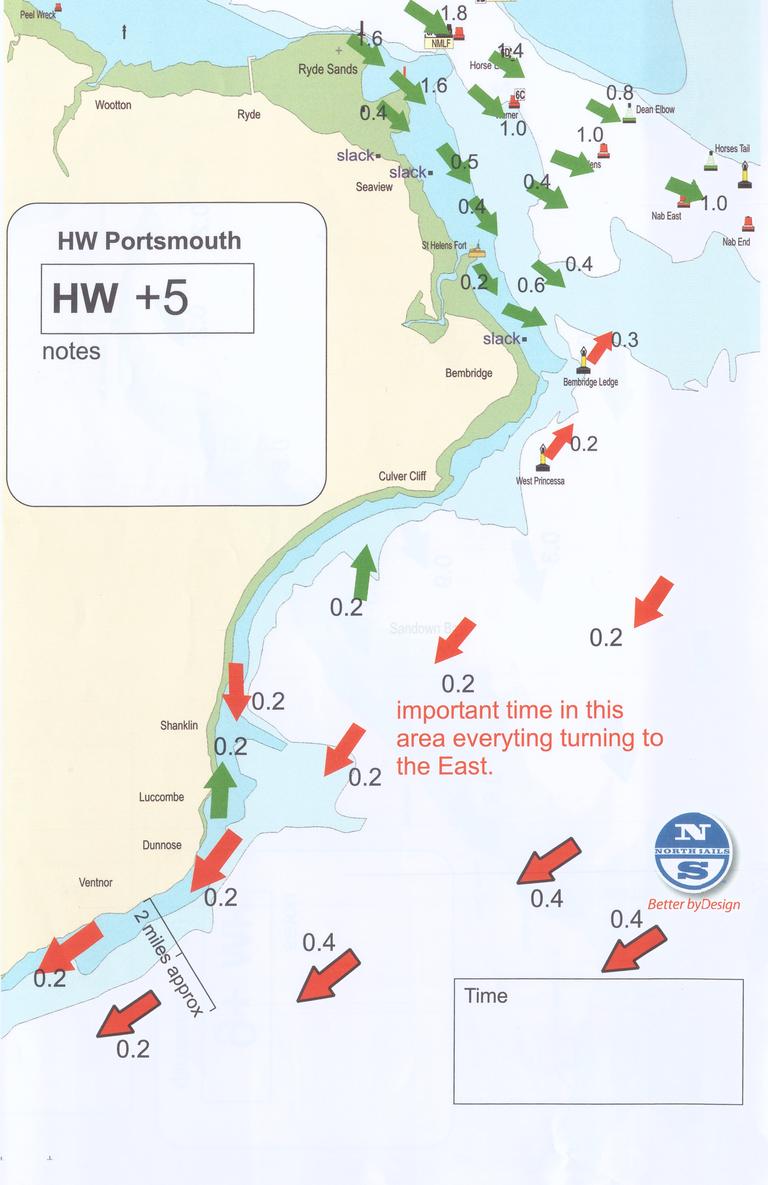 Peel Wreck
1.8
1.6
NMLF
1.4
Ryde Sands
1.6
6C
0.8
Wootton
Ryde
0.4
1.0
Dean Elbow
1.0
slack
Horses Tail
slack
0.5
Seaview
0.4
Nab East
1.0
0.4
HW Portsmouth
St Helens Fort
Nab End
HW +5
0.4
0.2
0.6
notes
slack
0.3
Bembridge
Bembridge Ledge
0.2
Culver Cliff
West Princessa
0.2
Sandown
0.2
0.2
0.2
important time in this
Shanklin
area everyting turning to
0.2
the East.
0.2
Luccombe
Dunnose
N
NORTH SAILS
S
Ventnor
0.2
0.4
Better byDesign
2 miles approx
0.4
0.4
0.2
Time
0.2